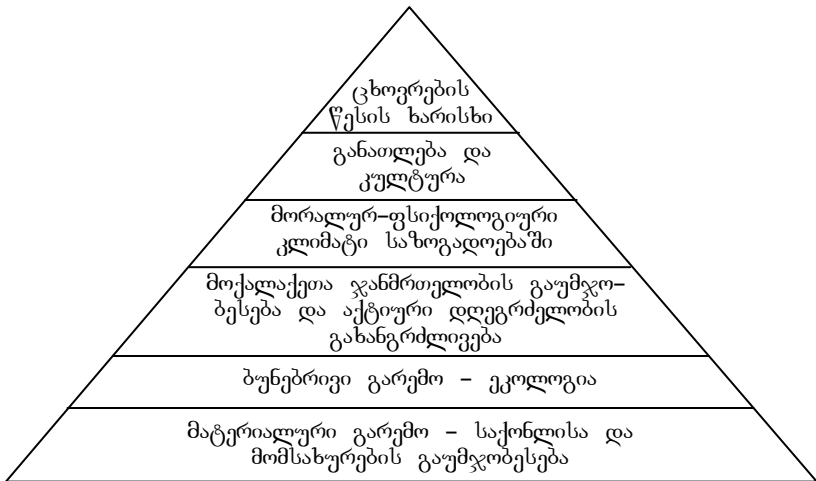 ცხოვრების
წესის ხარისხი
განათლება და
კულტურა
მორალურ–ფსიქოლოგიური
კლიმატი საზოგადოებაში
მოქალაქეთა ჯანმრთელობის გაუმჯო–
ბესება და აქტიური დღეგრძელობის
გახანგრძლივება
ბუნებრივი გარემო – ეკოლოგია
მატერიალური გარემო – საქონლისა და
მომსახურების გაუმჯობესება